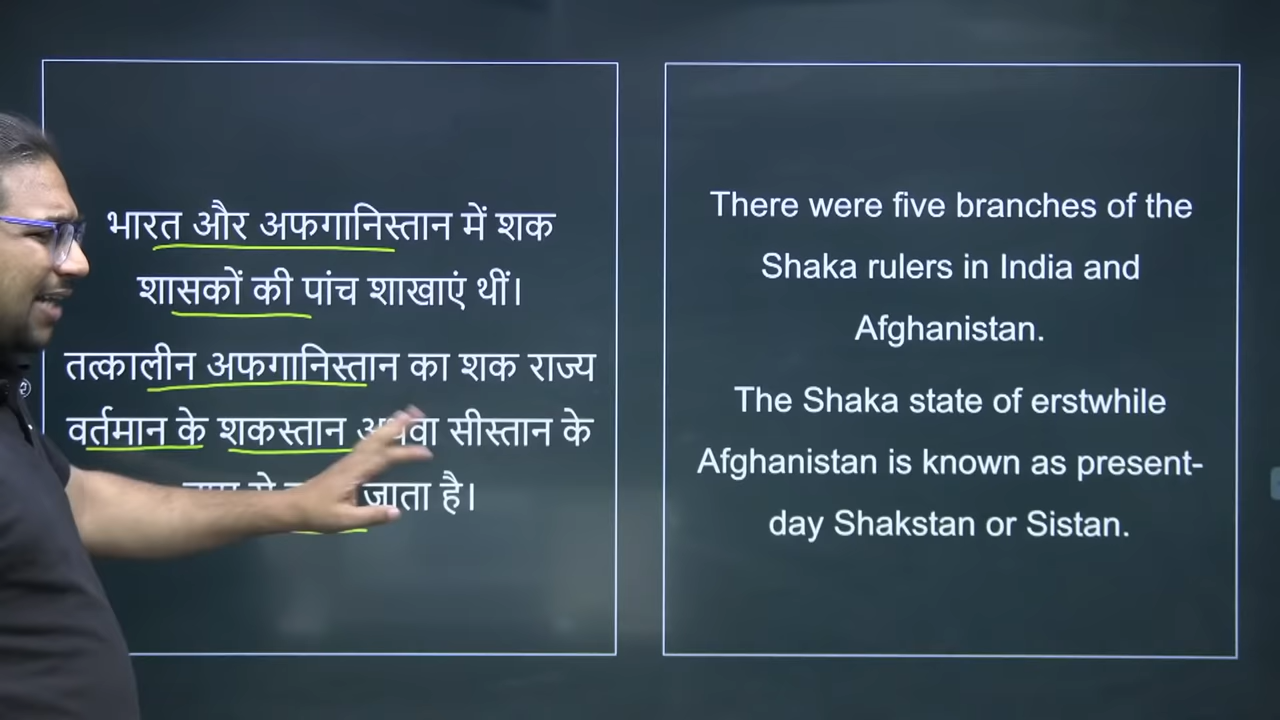 भारत और अफगानिस्तान में शक
शासकों की पांच शाखाएं थीं।
तत्कालीन अफगानिस्तान का शक राज्य
वर्तमान के शकस्तान अथवा सीस्तान के
जाता है।
There were five branches of the
Shaka rulers in India and
Afghanistan.
The Shaka state of erstwhile
Afghanistan is known as present-
day Shakstan or Sistan.